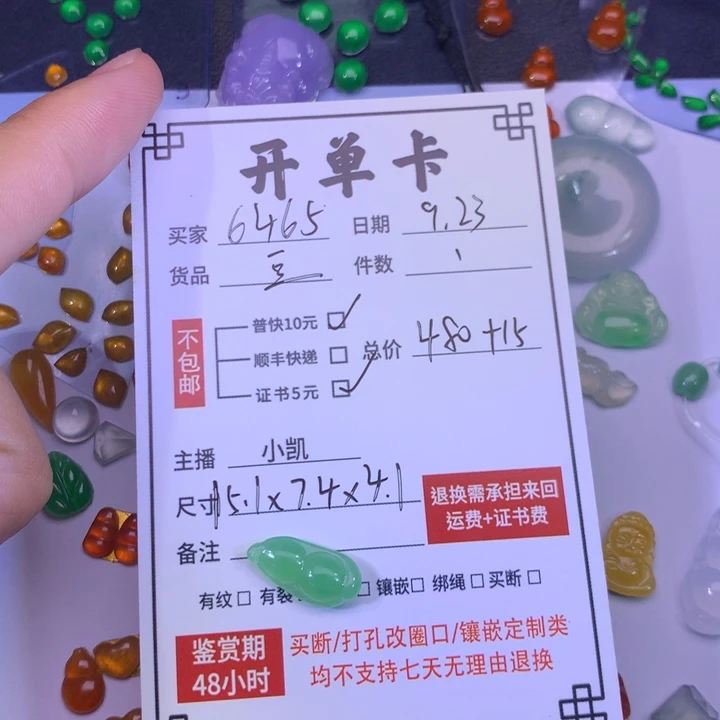 开单卡
买家 6465 日期 9.23
货品 豆 件数 1
不包邮
普快10元 ☑
顺丰快递 □ 总价 480+15
证书5元 ☑
主播 小凯
尺寸 15.1×7.4×4.1
退换需承担来回
运费+证书费
备注
有纹 □ 有裂 □ 镶嵌 □ 绑绳 □ 买断 □
鉴赏期
48小时
买断/打孔改圈口/镶嵌定制类
均不支持七天无理由退换